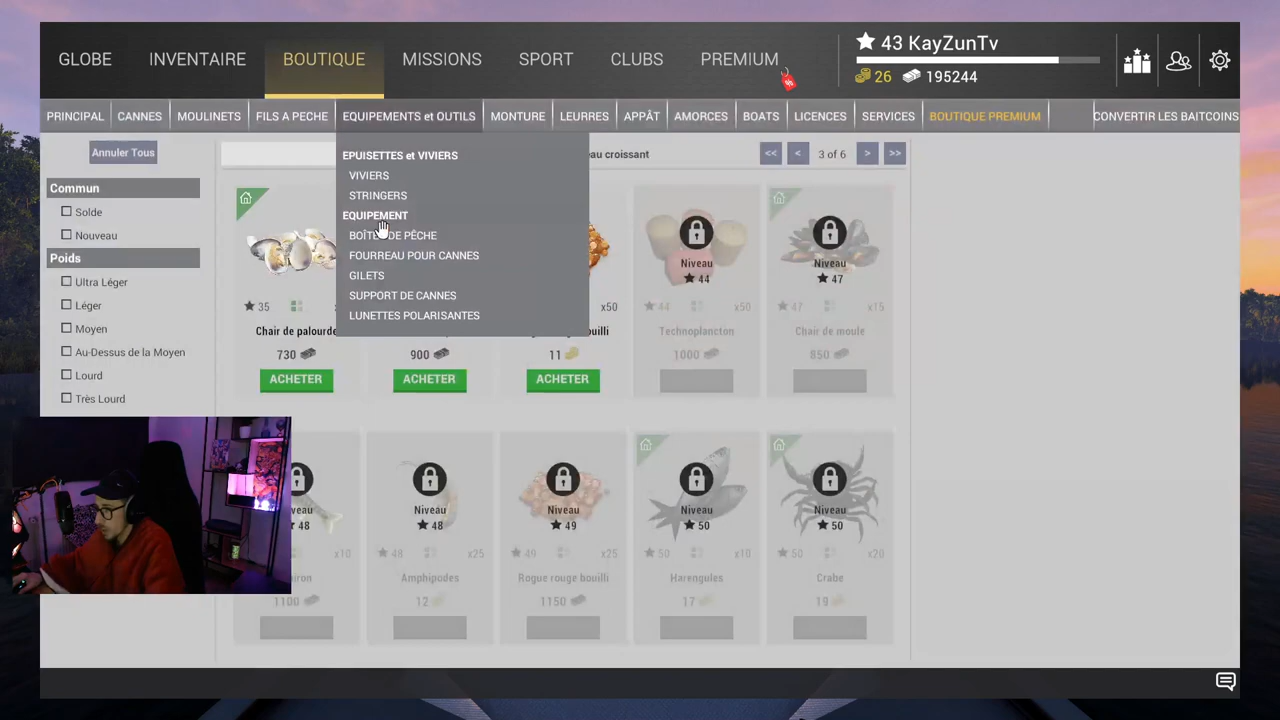 GLOBE INVENTAIRE BOUTIQUE MISSIONS SPORT CLUBS PREMIUM
43 KayZunTv
26 195244
PRINCIPAL CANNES MOULINETS FILS A PECHE EQUIPEMENTS et OUTILS MONTURE LEURRES APPÂT AMORCES BOATS LICENCES SERVICES BOUTIQUE PREMIUM CONVERTIR LES BAITCOINS
Annuler Tous
EPUISETTES et VIVIERS
VIVIERS
STRINGERS
EQUIPEMENT
DE PÊCHE
FOURREAU POUR CANNES
GILETS
SUPPORT DE CANNES
LUNETTES POLARISANTES
croissant
<< < 3 of 6 > >>
Commun
Solde
Nouveau
Poids
Ultra Léger
Léger
Moyen
Au-Dessus de la Moyen
Lourd
Très Lourd
Niveau
44
Niveau
47
35 x50 44 x50 47 x15
Chair de palourde Technoplancton Chair de moule
730 900 11 1000 850
ACHETER ACHETER ACHETER
Niveau
48
Niveau
48
Niveau
49
Niveau
50
Niveau
50
x10 48 x25 49 x25 50 x10 50 x20
Amphipodes Rogue rouge bouilli Harengules Crabe
1100 12 1150 17 19